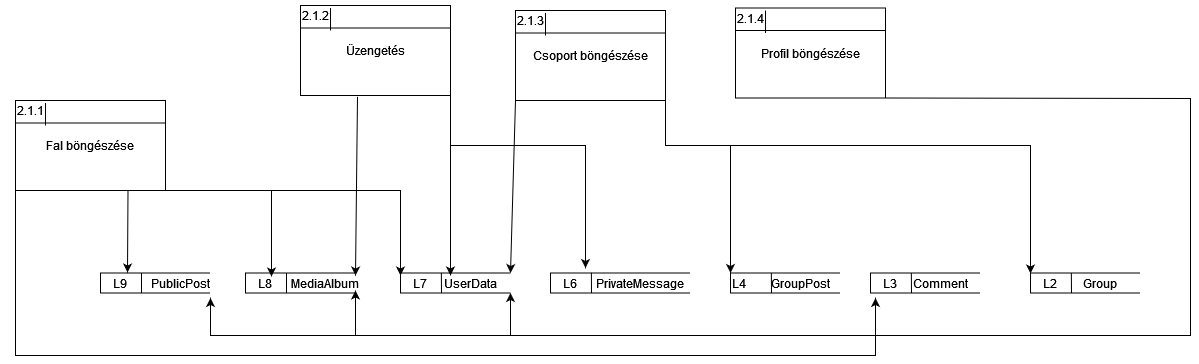 2.1.1
Fal böngészése
2.1.2
Üzengetés
2.1.3
Csoport böngészése
2.1.4
Profil böngészése
L9 PublicPost
L8 MediaAlbum
L7 UserData
L6 PrivateMessage
L4 GroupPost
L3 Comment
L2 Group